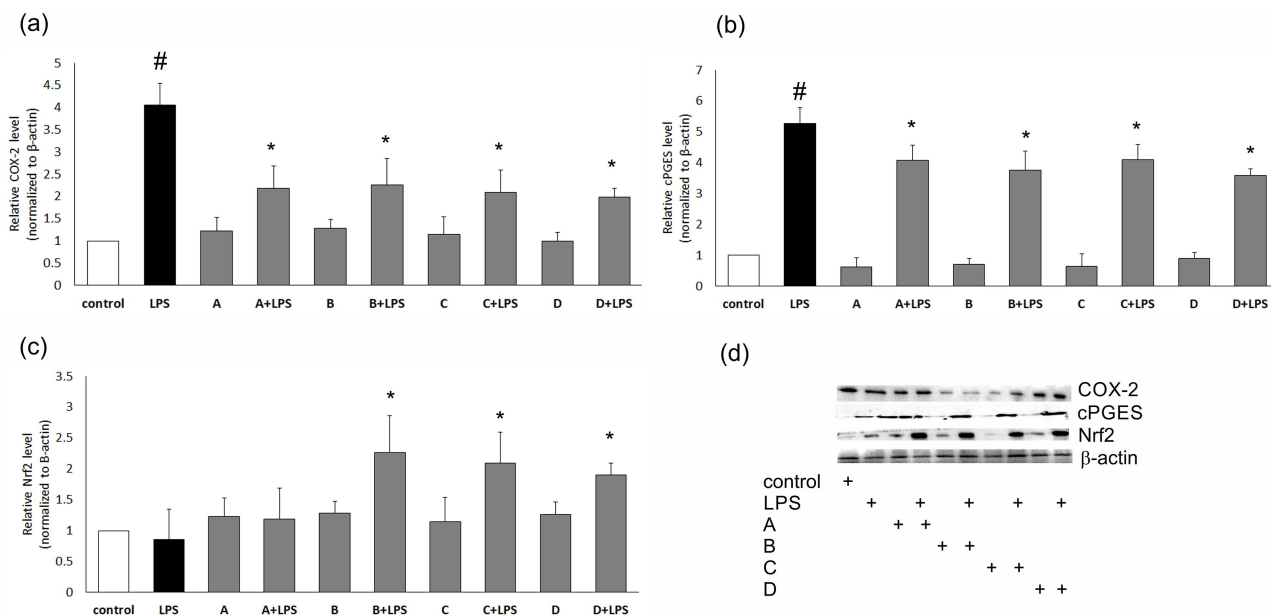 (a)
Relative COX-2 level
(normalized to β-actin)
5
4.5
4
3.5
3
2.5
2
1.5
1
0.5
0
#
*
*
*
*
control LPS A A+LPS B B+LPS C C+LPS D D+LPS
(b)
Relative cPGES level
(normalized to β-actin)
7
6
5
4
3
2
1
0
#
*
*
*
*
control LPS A A+LPS B B+LPS C C+LPS D D+LPS
(c)
Relative Nrf2 level
(normalized to B-actin)
3.5
3
2.5
2
1.5
1
0.5
0
*
*
*
control LPS A A+LPS B B+LPS C C+LPS D D+LPS
(d)
COX-2
cPGES
Nrf2
β-actin
control +
LPS + + + + +
A + +
B + +
C + +
D + +